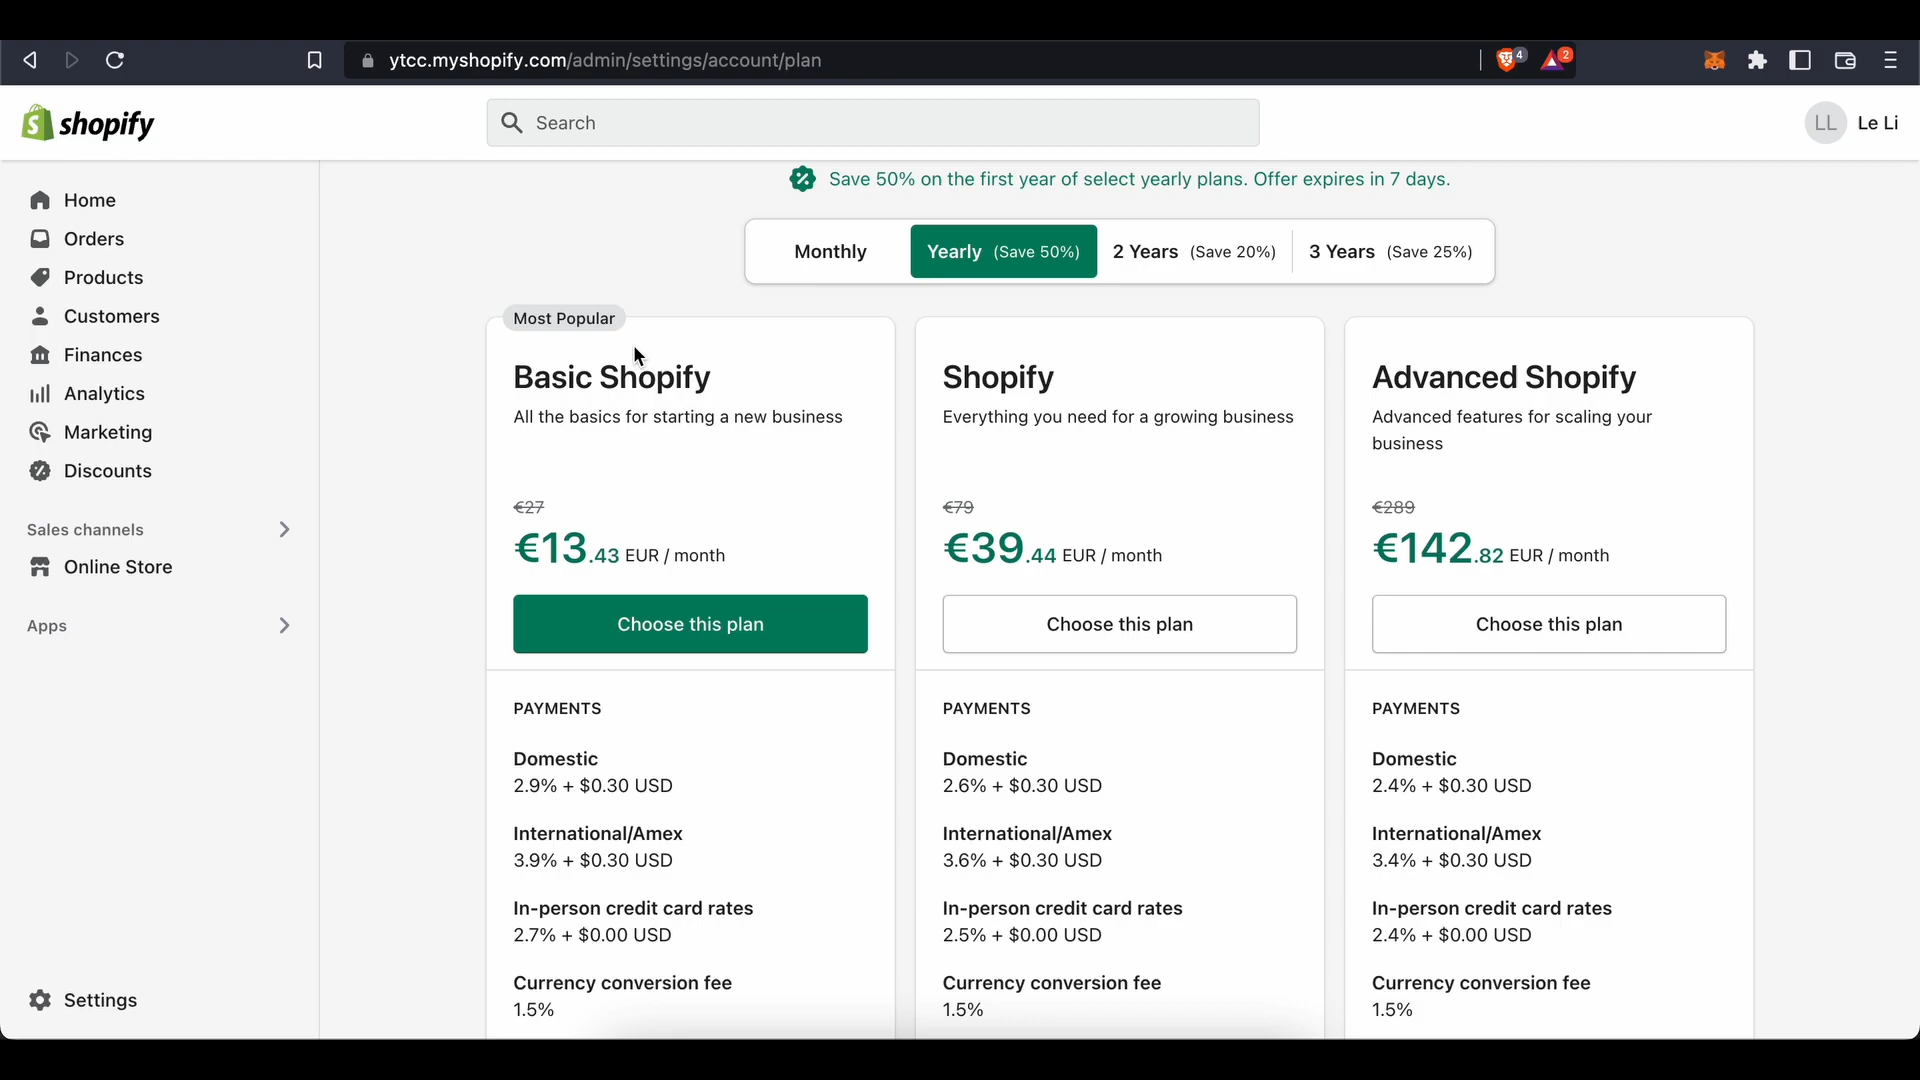 ytcc.myshopify.com/admin/settings/account/plan
4
2
shopify
Search
LL
Le Li
Home
Orders
Products
Customers
Finances
Analytics
Marketing
Discounts
Sales channels
Online Store
Apps
Settings
Save 50% on the first year of select yearly plans. Offer expires in 7 days.
Monthly
Yearly (Save 50%)
2 Years (Save 20%)
3 Years (Save 25%)
Most Popular
Basic Shopify
All the basics for starting a new business
€27
€13.43 EUR / month
Choose this plan
PAYMENTS
Domestic
2.9% + $0.30 USD
International/Amex
3.9% + $0.30 USD
In-person credit card rates
2.7% + $0.00 USD
Currency conversion fee
1.5%
Shopify
Everything you need for a growing business
€79
€39.44 EUR / month
Choose this plan
PAYMENTS
Domestic
2.6% + $0.30 USD
International/Amex
3.6% + $0.30 USD
In-person credit card rates
2.5% + $0.00 USD
Currency conversion fee
1.5%
Advanced Shopify
Advanced features for scaling your
business
€289
€142.82 EUR / month
Choose this plan
PAYMENTS
Domestic
2.4% + $0.30 USD
International/Amex
3.4% + $0.30 USD
In-person credit card rates
2.4% + $0.00 USD
Currency conversion fee
1.5%